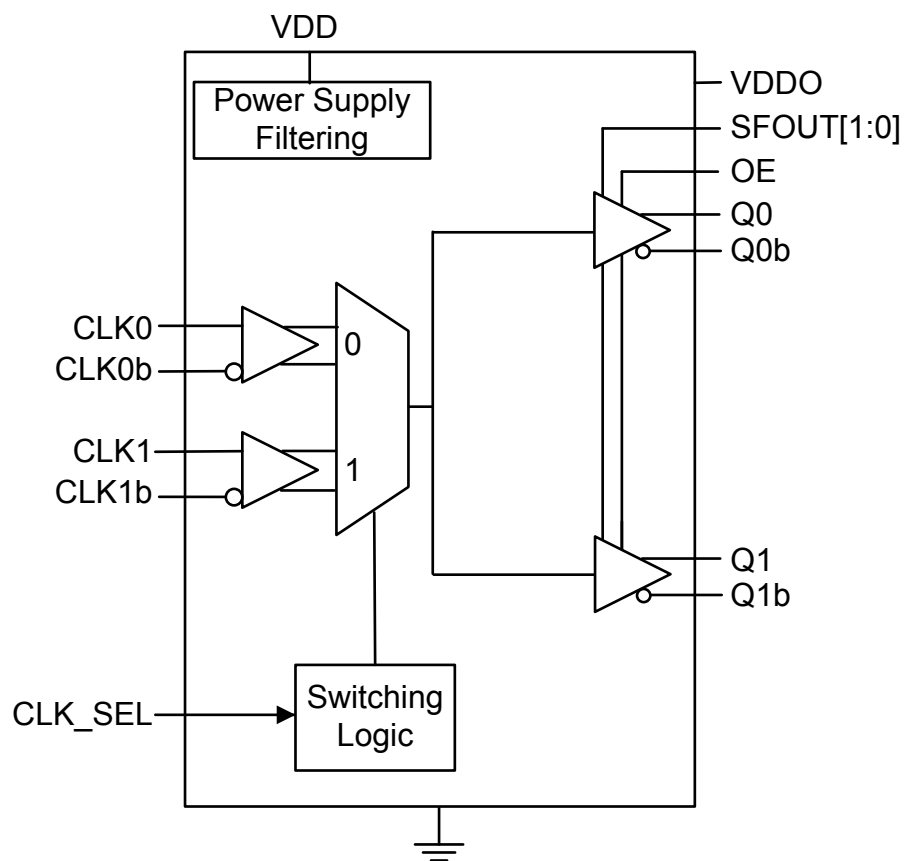 VDD
Power Supply
Filtering
VDDO
SFOUT[1:0]
OE
Q0
Q0b
CLK0
CLK0b
0
CLK1
CLK1b
1
Q1
Q1b
CLK_SEL
Switching
Logic